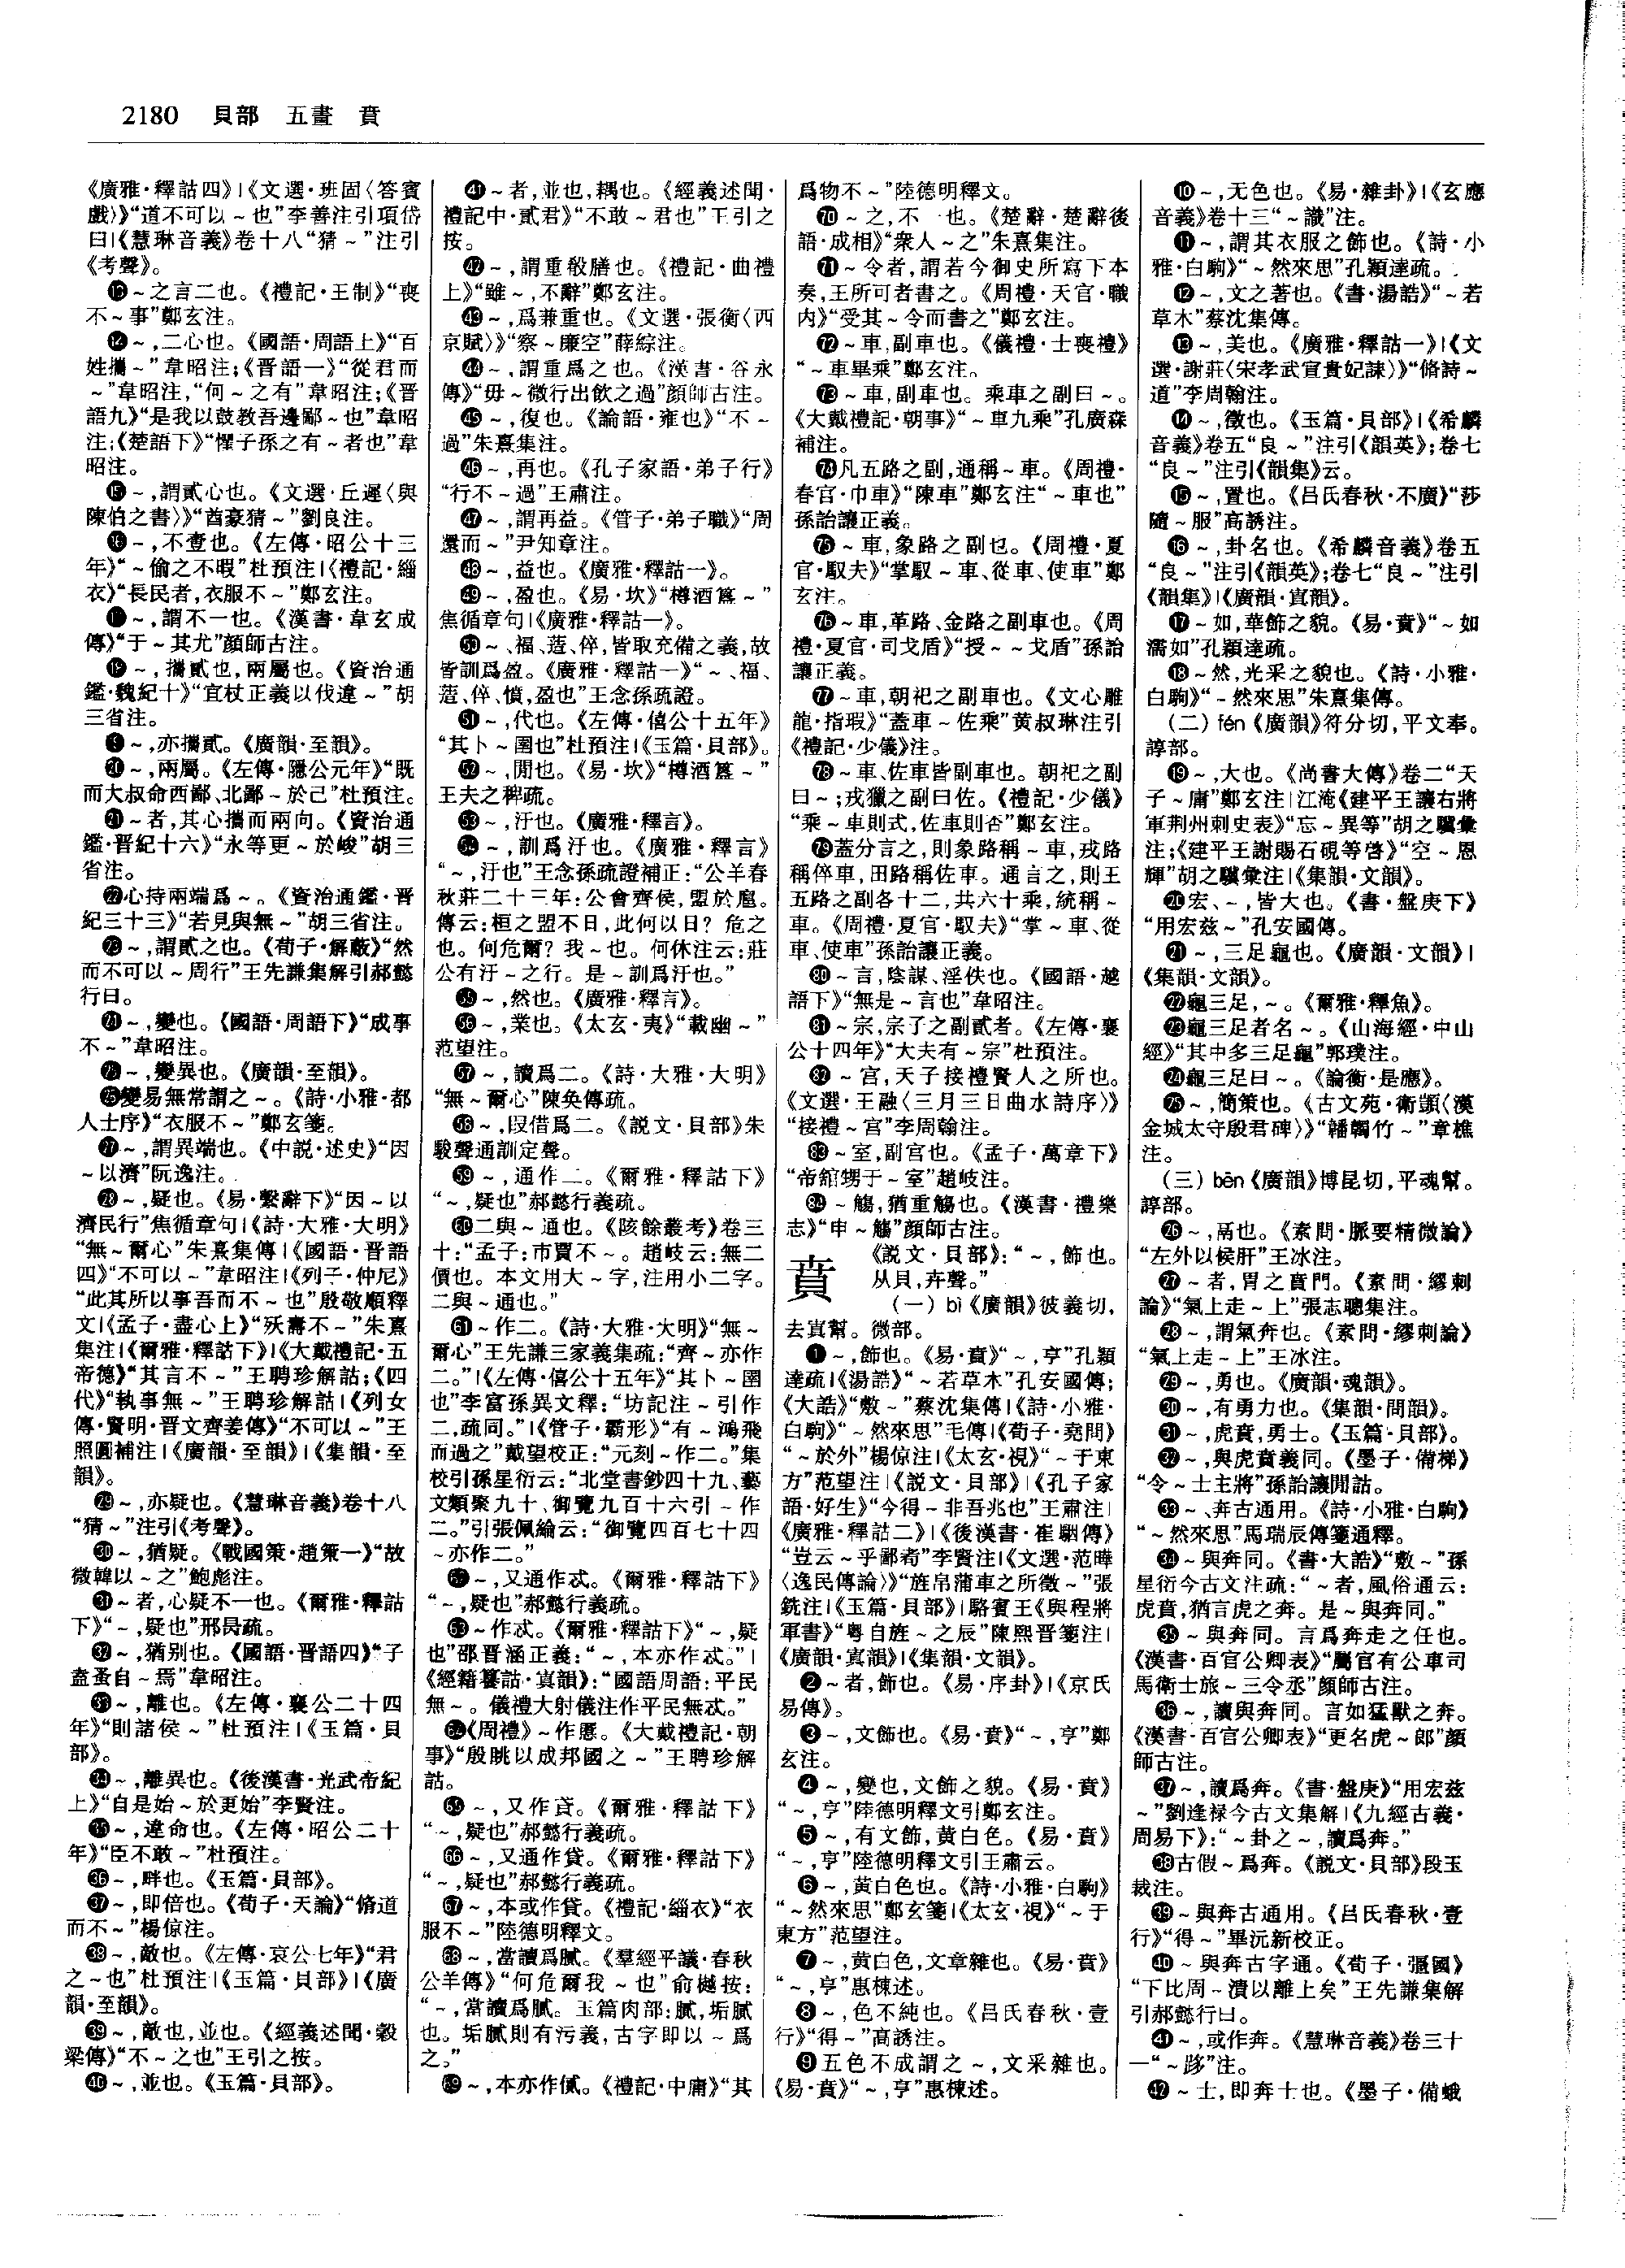 2180 貝部 五畫 賁
《廣雅·釋詁四》|《文選·班固〈答賓
戲〉》“道不可以～也”李善注引項岱
曰|《慧琳音義》卷十八“猜～”注引
《考聲》。
⓭～之言二也。《禮記·王制》“喪
不～事”鄭玄注。
⓮～,二心也。《國語·周語上》“百
姓攜～”韋昭注;《晋語一》“從君而
～”韋昭注,“何～之有”韋昭注;《晋
語九》“是我以鼓教吾邊鄙～也”韋昭
注;《楚語下》“懼子孫之有～者也”韋
昭注。
⓯～,謂貳心也。《文選·丘遲〈與
陳伯之書〉》“酋豪猜～”劉良注。
⓰～,不壹也。《左傳·昭公十三
年》“～偷之不暇”杜預注|《禮記·緇
衣》“長民者,衣服不～”鄭玄注。
⓱～,謂不一也。《漢書·韋玄成
傳》“于～其尤”顔師古注。
⓲～,攜貳也,兩屬也。《資治通
鑑·魏紀十》“宜杖正義以伐違～”胡
三省注。
⓳～,亦攜貳。《廣韻·至韻》。
⓴～,兩屬。《左傳·隱公元年》“既
而大叔命西鄙、北鄙～於己”杜預注。
㉑～者,其心攜而兩向。《資治通
鑑·晋紀十六》“永等更～於峻”胡三
省注。
㉒心持兩端爲～。《資治通鑑·晋
紀三十三》“若見與無～”胡三省注。
㉓～,謂貳之也。《荀子·解蔽》“然
而不可以～周行”王先謙集解引郝懿
行曰。
㉔～,變也。《國語·周語下》“成事
不～”韋昭注。
㉕～,變異也。《廣韻·至韻》。
㉖變易無常謂之～。《詩·小雅·都
人士序》“衣服不～”鄭玄箋。
㉗～,謂異端也。《中説·述史》“因
～以濟”阮逸注。
㉘～,疑也。《易·繫辭下》“因～以
濟民行”焦循章句|《詩·大雅·大明》
“無～爾心”朱熹集傳|《國語·晋語
四》“不可以～”韋昭注|《列子·仲尼》
“此其所以事吾而不～也”殷敬順釋
文|《孟子·盡心上》“殀壽不～”朱熹
集注|《爾雅·釋詁下》|《大戴禮記·五
帝德》“其言不～”王聘珍解詁;《四
代》“執事無～”王聘珍解詁|《列女
傳·賢明·晋文齊姜傳》“不可以～”王
照圓補注|《廣韻·至韻》|《集韻·至
韻》。
㉙～,亦疑也。《慧琳音義》卷十八
“猜～”注引《考聲》。
㉚～,猶疑。《戰國策·趙策一》“故
微韓以～之”鮑彪注。
㉛～者,心疑不一也。《爾雅·釋詁
下》“～,疑也”邢昺疏。
㉜～,猶别也。《國語·晋語四》“子
盍蚤自～焉”韋昭注。
㉝～,離也。《左傳·襄公二十四
年》“則諸侯～”杜預注|《玉篇·貝
部》。
㉞～,離異也。《後漢書·光武帝紀
上》“自是始～於更始”李賢注。
㉟～,違命也。《左傳·昭公二十
年》“臣不敢～”杜預注。
㊱～,畔也。《玉篇·貝部》。
㊲～,即倍也。《荀子·天論》“脩道
而不～”楊倞注。
㊳～,敵也。《左傳·哀公七年》“君
之～也”杜預注|《玉篇·貝部》|《廣
韻·至韻》。
㊴～,敵也,並也。《經義述聞·穀
梁傳》“不～之也”王引之按。
㊵～,並也。《玉篇·貝部》。
㊶～者,並也,耦也。《經義述聞·
禮記中·貳君》“不敢～君也”王引之
按。
㊷～,謂重殽膳也。《禮記·曲禮
上》“雖～,不辭”鄭玄注。
㊸～,爲兼重也。《文選·張衡〈西
京賦〉》“察～廉空”薛綜注。
㊹～,謂重爲之也。《漢書·谷永
傳》“毋～微行出飲之過”顔師古注。
㊺～,復也。《論語·雍也》“不～
過”朱熹集注。
㊻～,再也。《孔子家語·弟子行》
“行不～過”王肅注。
㊼～,謂再益。《管子·弟子職》“周
還而～”尹知章注。
㊽～,益也。《廣雅·釋詁一》。
㊾～,盈也。《易·坎》“樽酒簋～”
焦循章句|《廣雅·釋詁一》。
㊿～、福、䔏、倅,皆取充備之義,故
皆訓爲盈。《廣雅·釋詁一》“～、福、
䔏、倅、憤,盈也”王念孫疏證。
51～,代也。《左傳·僖公十五年》
“其卜～圉也”杜預注|《玉篇·貝部》。
52～,閒也。《易·坎》“樽酒簋～”
王夫之稗疏。
53～,汙也。《廣雅·釋言》。
54～,訓爲汙也。《廣雅·釋言》
“～,汙也”王念孫疏證補正:“公羊春
秋莊二十三年:公會齊侯,盟於扈。
傳云:桓之盟不日,此何以日？危之
也。何危爾？我～也。何休注云:莊
公有汙～之行。是～訓爲汙也。”
55～,然也。《廣雅·釋言》。
56～,業也。《太玄·夷》“載幽～”
范望注。
57～,讀爲二。《詩·大雅·大明》
“無～爾心”陳奂傳疏。
58～,叚借爲二。《説文·貝部》朱
駿聲通訓定聲。
59～,通作二。《爾雅·釋詁下》
“～,疑也”郝懿行義疏。
60二與～通也。《陔餘叢考》卷三
十:“孟子:市賈不～。趙岐云:無二
價也。本文用大～字,注用小二字。
二與～通也。”
61～作二。《詩·大雅·大明》“無～
爾心”王先謙三家義集疏:“齊～亦作
二。”|《左傳·僖公十五年》“其卜～圉
也”李富孫異文釋:“坊記注～引作
二,疏同。”|《管子·霸形》“有～鴻飛
而過之”戴望校正:“元刻～作二。”集
校引孫星衍云:“北堂書鈔四十九、藝
文類聚九十、御覽九百十六引～作
二。”引張佩綸云:“御覽四百七十四
～亦作二。”
62～,又通作忒。《爾雅·釋詁下》
“～,疑也”郝懿行義疏。
63～作忒。《爾雅·釋詁下》“～,疑
也”邵晋涵正義:“～,本亦作忒。”|
《經籍籑詁·寘韻》:“國語周語:平民
無～。儀禮大射儀注作平民無忒。”
64《周禮》～作慝。《大戴禮記·朝
事》“殷眺以成邦國之～”王聘珍解
詁。
65～,又作貣。《爾雅·釋詁下》
“～,疑也”郝懿行義疏。
66～,又通作貸。《爾雅·釋詁下》
“～,疑也”郝懿行義疏。
67～,本或作貸。《禮記·緇衣》“衣
服不～”陸德明釋文。
68～,當讀爲膩。《羣經平議·春秋
公羊傳》“何危爾我～也”俞樾按:
“～,當讀爲膩。玉篇肉部:膩,垢膩
也。垢膩則有污義,古字即以～爲
之。”
69～,本亦作㒃。《禮記·中庸》“其
爲物不～”陸德明釋文。
70～之,不一也。《楚辭·楚辭後
語·成相》“衆人～之”朱熹集注。
71～令者,謂若今御史所寫下本
奏,王所可者書之。《周禮·天官·職
内》“受其～令而書之”鄭玄注。
72～車,副車也。《儀禮·士喪禮》
“～車畢乘”鄭玄注。
73～車,副車也。乘車之副曰～。
《大戴禮記·朝事》“～車九乘”孔廣森
補注。
74凡五路之副,通稱～車。《周禮·
春官·巾車》“陳車”鄭玄注“～車也”
孫詒讓正義。
75～車,象路之副也。《周禮·夏
官·馭夫》“掌馭～車、從車、使車”鄭
玄注。
76～車,革路、金路之副車也。《周
禮·夏官·司戈盾》“授～～戈盾”孫詒
讓正義。
77～車,朝祀之副車也。《文心雕
龍·指瑕》“蓋車～佐乘”黄叔琳注引
《禮記·少儀》注。
78～車、佐車皆副車也。朝祀之副
曰～;戎獵之副曰佐。《禮記·少儀》
“乘～車則式,佐車則否”鄭玄注。
79蓋分言之,則象路稱～車,戎路
稱倅車,田路稱佐車。通言之,則王
五路之副各十二,共六十乘,統稱～
車。《周禮·夏官·馭夫》“掌～車、從
車、使車”孫詒讓正義。
80～言,陰謀、淫佚也。《國語·越
語下》“無是～言也”韋昭注。
81～宗,宗子之副貳者。《左傳·襄
公十四年》“大夫有～宗”杜預注。
82～宫,天子接禮賢人之所也。
《文選·王融〈三月三日曲水詩序〉》
“接禮～宫”李周翰注。
83～室,副宫也。《孟子·萬章下》
“帝館甥于～室”趙岐注。
84～觴,猶重觴也。《漢書·禮樂
志》“申～觴”顔師古注。
賁
《説文·貝部》:“～,飾也。
从貝,卉聲。”
(一)bì《廣韻》彼義切,
去寘幫。微部。
❶～,飾也。《易·賁》“～,亨”孔穎
達疏|《湯誥》“～若草木”孔安國傳;
《大誥》“敷～”蔡沈集傳|《詩·小雅·
白駒》“～然來思”毛傳|《荀子·堯問》
“～於外”楊倞注|《太玄·視》“～于東
方”范望注|《説文·貝部》|《孔子家
語·好生》“今得～非吾兆也”王肅注|
《廣雅·釋詁二》|《後漢書·崔駰傳》
“豈云～乎鄙耇”李賢注|《文選·范曄
〈逸民傳論〉》“旌帛蒲車之所徵～”張
銑注|《玉篇·貝部》|駱賓王《與程將
軍書》“粤自旌～之辰”陳熙晋箋注|
《廣韻·寘韻》|《集韻·文韻》。
❷～者,飾也。《易·序卦》|《京氏
易傳》。
❸～,文飾也。《易·賁》“～,亨”鄭
玄注。
❹～,變也,文飾之貌。《易·賁》
“～,亨”陸德明釋文引鄭玄注。
❺～,有文飾,黄白色。《易·賁》
“～,亨”陸德明釋文引王肅云。
❻～,黄白色也。《詩·小雅·白駒》
“～然來思”鄭玄箋|《太玄·視》“～于
東方”范望注。
❼～,黄白色,文章雜也。《易·賁》
“～,亨”惠棟述。
❽～,色不純也。《吕氏春秋·壹
行》“得～”高誘注。
❾五色不成謂之～,文采雜也。
《易·賁》“～,亨”惠棟述。
❿～,无色也。《易·雜卦》|《玄應
音義》卷十三“～識”注。
⓫～,謂其衣服之飾也。《詩·小
雅·白駒》“～然來思”孔穎達疏。
⓬～,文之著也。《書·湯誥》“～若
草木”蔡沈集傳。
⓭～,美也。《廣雅·釋詁一》|《文
選·謝莊〈宋孝武宣貴妃誄〉》“脩詩～
道”李周翰注。
⓮～,徵也。《玉篇·貝部》|《希麟
音義》卷五“良～”注引《韻英》;卷七
“良～”注引《韻集》云。
⓯～,置也。《吕氏春秋·不廣》“莎
隨～服”高誘注。
⓰～,卦名也。《希麟音義》卷五
“良～”注引《韻英》;卷七“良～”注引
《韻集》|《廣韻·寘韻》。
⓱～如,華飾之貌。《易·賁》“～如
濡如”孔穎達疏。
⓲～然,光采之貌也。《詩·小雅·
白駒》“～然來思”朱熹集傳。
(二)fén《廣韻》符分切,平文奉。
諄部。
⓳～,大也。《尚書大傳》卷二“天
子～庸”鄭玄注|江淹《建平王讓右將
軍荆州刺史表》“忘～異等”胡之驥彙
注;《建平王謝賜石硯等啓》“空～恩
輝”胡之驥彙注|《集韻·文韻》。
⓴宏、～,皆大也。《書·盤庚下》
“用宏兹～”孔安國傳。
㉑～,三足龜也。《廣韻·文韻》|
《集韻·文韻》。
㉒龜三足,～。《爾雅·釋魚》。
㉓龜三足者名～。《山海經·中山
經》“其中多三足龜”郭璞注。
㉔龜三足曰～。《論衡·是應》。
㉕～,簡策也。《古文苑·衛顗〈漢
金城太守殷君碑〉》“皤髑竹～”章樵
注。
(三)bēn《廣韻》博昆切,平魂幫。
諄部。
㉖～,鬲也。《素問·脈要精微論》
“左外以候肝”王冰注。
㉗～者,胃之賁門。《素問·繆刺
論》“氣上走～上”張志聰集注。
㉘～,謂氣奔也。《素問·繆刺論》
“氣上走～上”王冰注。
㉙～,勇也。《廣韻·魂韻》。
㉚～,有勇力也。《集韻·問韻》。
㉛～,虎賁,勇士。《玉篇·貝部》。
㉜～,與虎賁義同。《墨子·備梯》
“令～士主將”孫詒讓閒詁。
㉝～、奔古通用。《詩·小雅·白駒》
“～然來思”馬瑞辰傳箋通釋。
㉞～與奔同。《書·大誥》“敷～”孫
星衍今古文注疏:“～者,風俗通云:
虎賁,猶言虎之奔。是～與奔同。”
㉟～與奔同。言爲奔走之任也。
《漢書·百官公卿表》“屬官有公車司
馬衛士旅～三令丞”顔師古注。
㊱～,讀與奔同。言如猛獸之奔。
《漢書·百官公卿表》“更名虎～郎”顔
師古注。
㊲～,讀爲奔。《書·盤庚》“用宏兹
～”劉逢禄今古文集解|《九經古義·
周易下》:“～卦之～,讀爲奔。”
㊳古假～爲奔。《説文·貝部》段玉
裁注。
㊴～與奔古通用。《吕氏春秋·壹
行》“得～”畢沅新校正。
㊵～與奔古字通。《荀子·彊國》
“下比周～潰以離上矣”王先謙集解
引郝懿行曰。
㊶～,或作奔。《慧琳音義》卷三十
一“～跢”注。
㊷～士,即奔士也。《墨子·備蛾